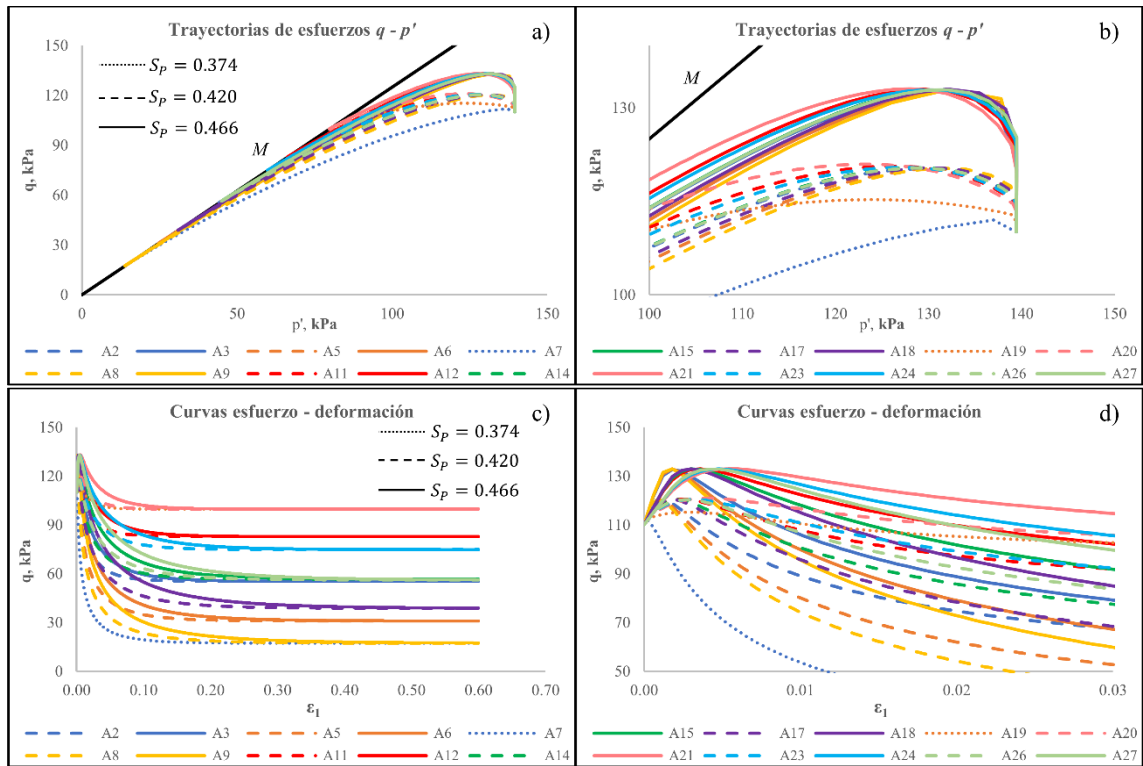 Trayectorias de esfuerzos q - p'
a)
150
120
90
60
30
0
q, kPa
S_P = 0.374
S_P = 0.420
S_P = 0.466
M
0 50 100 150
p', kPa
A2 A3 A5 A6 A7
A8 A9 A11 A12 A14
Trayectorias de esfuerzos q - p'
b)
130
100
q, kPa
M
100 110 120 130 140 150
p', kPa
A15 A17 A18 A19 A20
A21 A23 A24 A26 A27
Curvas esfuerzo - deformación
c)
150
120
90
60
30
0
q, kPa
S_P = 0.374
S_P = 0.420
S_P = 0.466
0.00 0.10 0.20 0.30 0.40 0.50 0.60 0.70
ε1
A2 A3 A5 A6 A7
A8 A9 A11 A12 A14
Curvas esfuerzo - deformación
d)
150
130
110
90
70
50
q, kPa
0.00 0.01 0.02 0.03
ε1
A15 A17 A18 A19 A20
A21 A23 A24 A26 A27